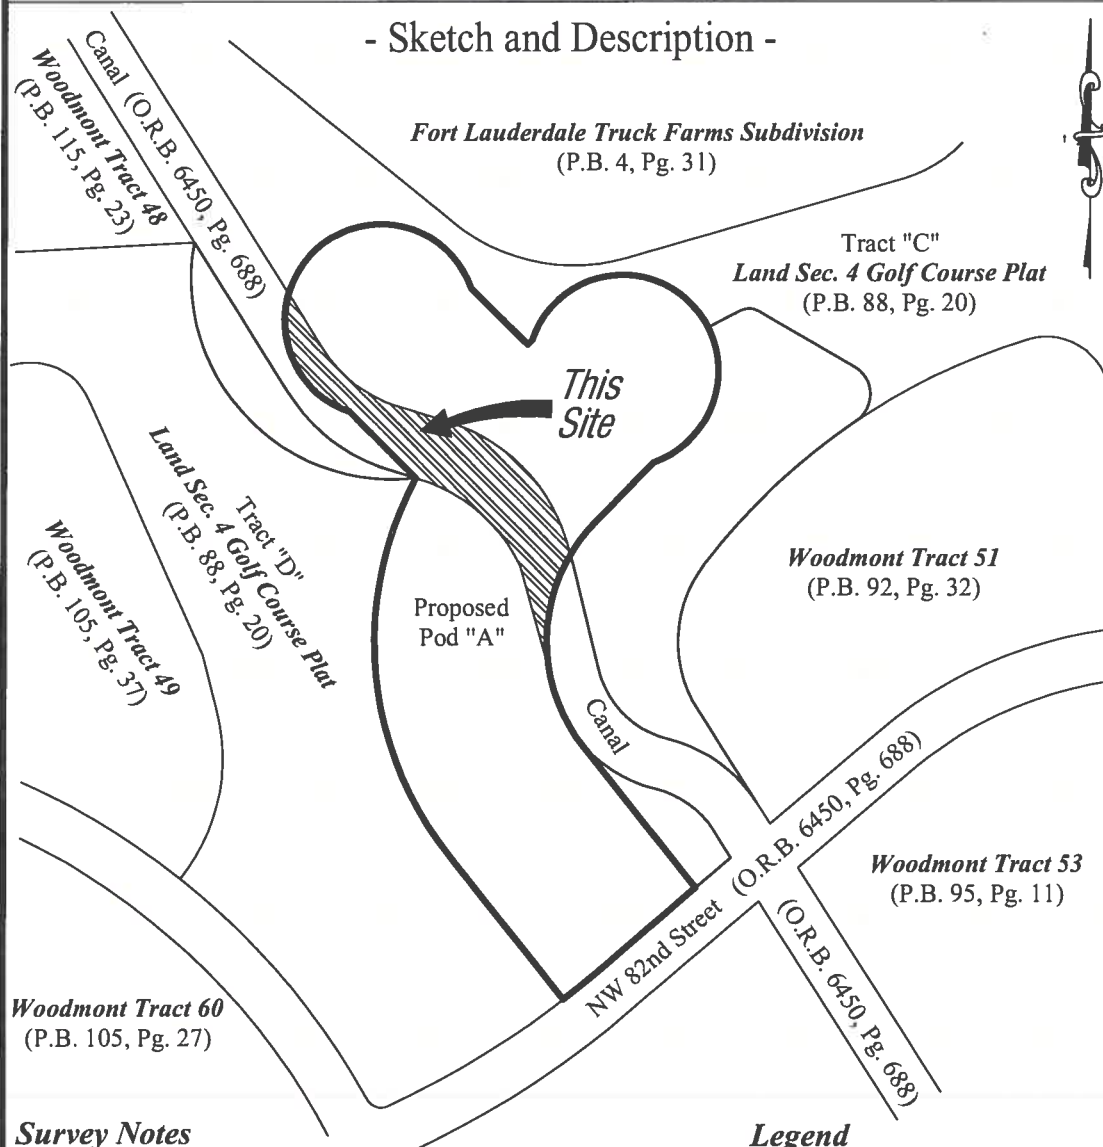 - Sketch and Description -
Canal (O.R.B. 6450, Pg. 688)
Woodmont Tract 48
(P.B. 115, Pg. 23)
Fort Lauderdale Truck Farms Subdivision
(P.B. 4, Pg. 31)
Tract "C"
Land Sec. 4 Golf Course Plat
(P.B. 88, Pg. 20)
This
Site
Tract "D"
Land Sec. 4 Golf Course Plat
(P.B. 88, Pg. 20)
Woodmont Tract 49
(P.B. 105, Pg. 37)
Proposed
Pod "A"
Woodmont Tract 51
(P.B. 92, Pg. 32)
Canal
NW 82nd Street (O.R.B. 6450, Pg. 688)
Woodmont Tract 53
(P.B. 95, Pg. 11)
(O.R.B. 6450, Pg. 688)
Woodmont Tract 60
(P.B. 105, Pg. 27)
Survey Notes
Legend